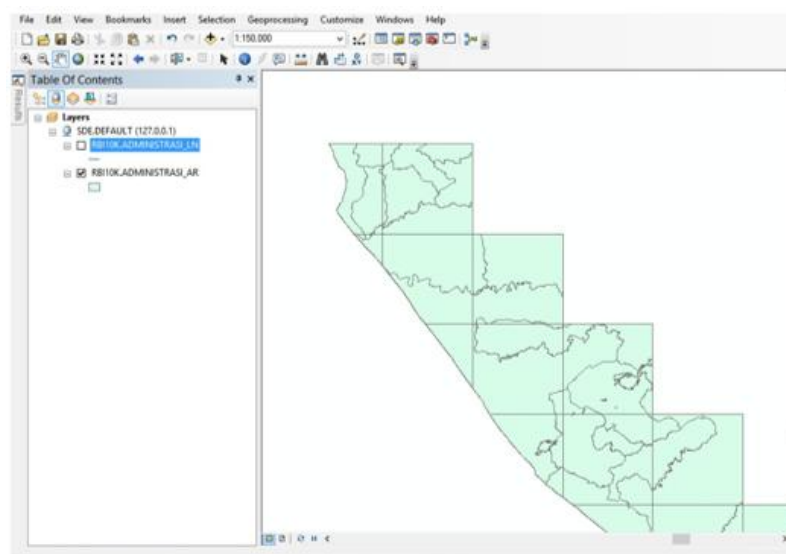 File Edit View Bookmarks Insert Selection Geoprocessing Customize Windows Help
1:150.000
Table Of Contents
Results
Layers
SDE.DEFAULT (127.0.0.1)
RBI10K.ADMINISTRASI_LN
RBI10K.ADMINISTRASI_AR